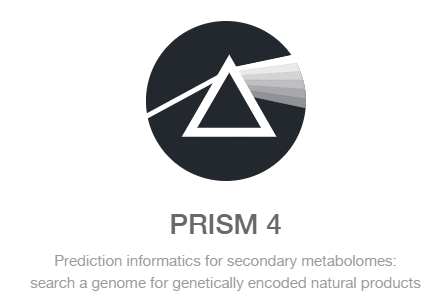 PRISM 4
Prediction informatics for secondary metabolomes:
search a genome for genetically encoded natural products